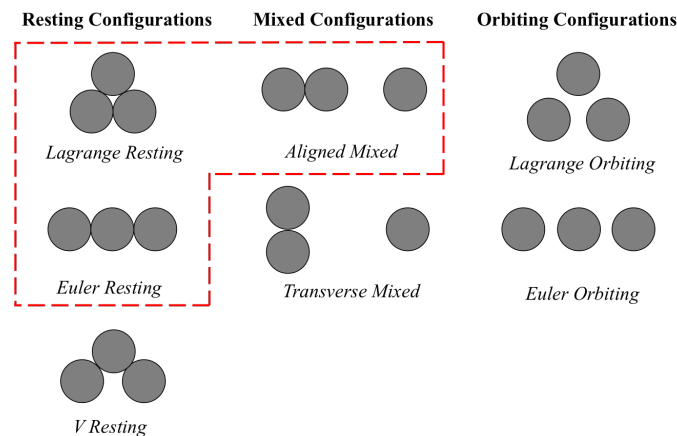 Resting Configurations
Mixed Configurations
Orbiting Configurations
Lagrange Resting
Aligned Mixed
Lagrange Orbiting
Euler Resting
Transverse Mixed
Euler Orbiting
V Resting